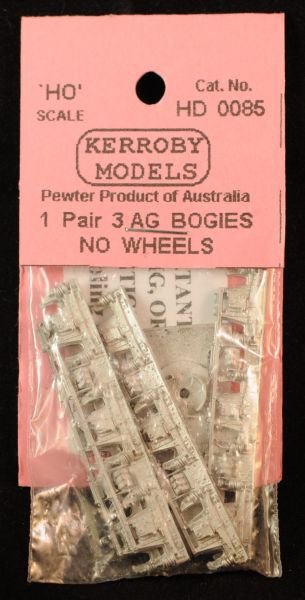 'HO'
SCALE
Cat. No.
HD 0085
KERROBY
MODELS
Pewter Product of Australia
1 Pair 3 AG BOGIES
NO WHEELS